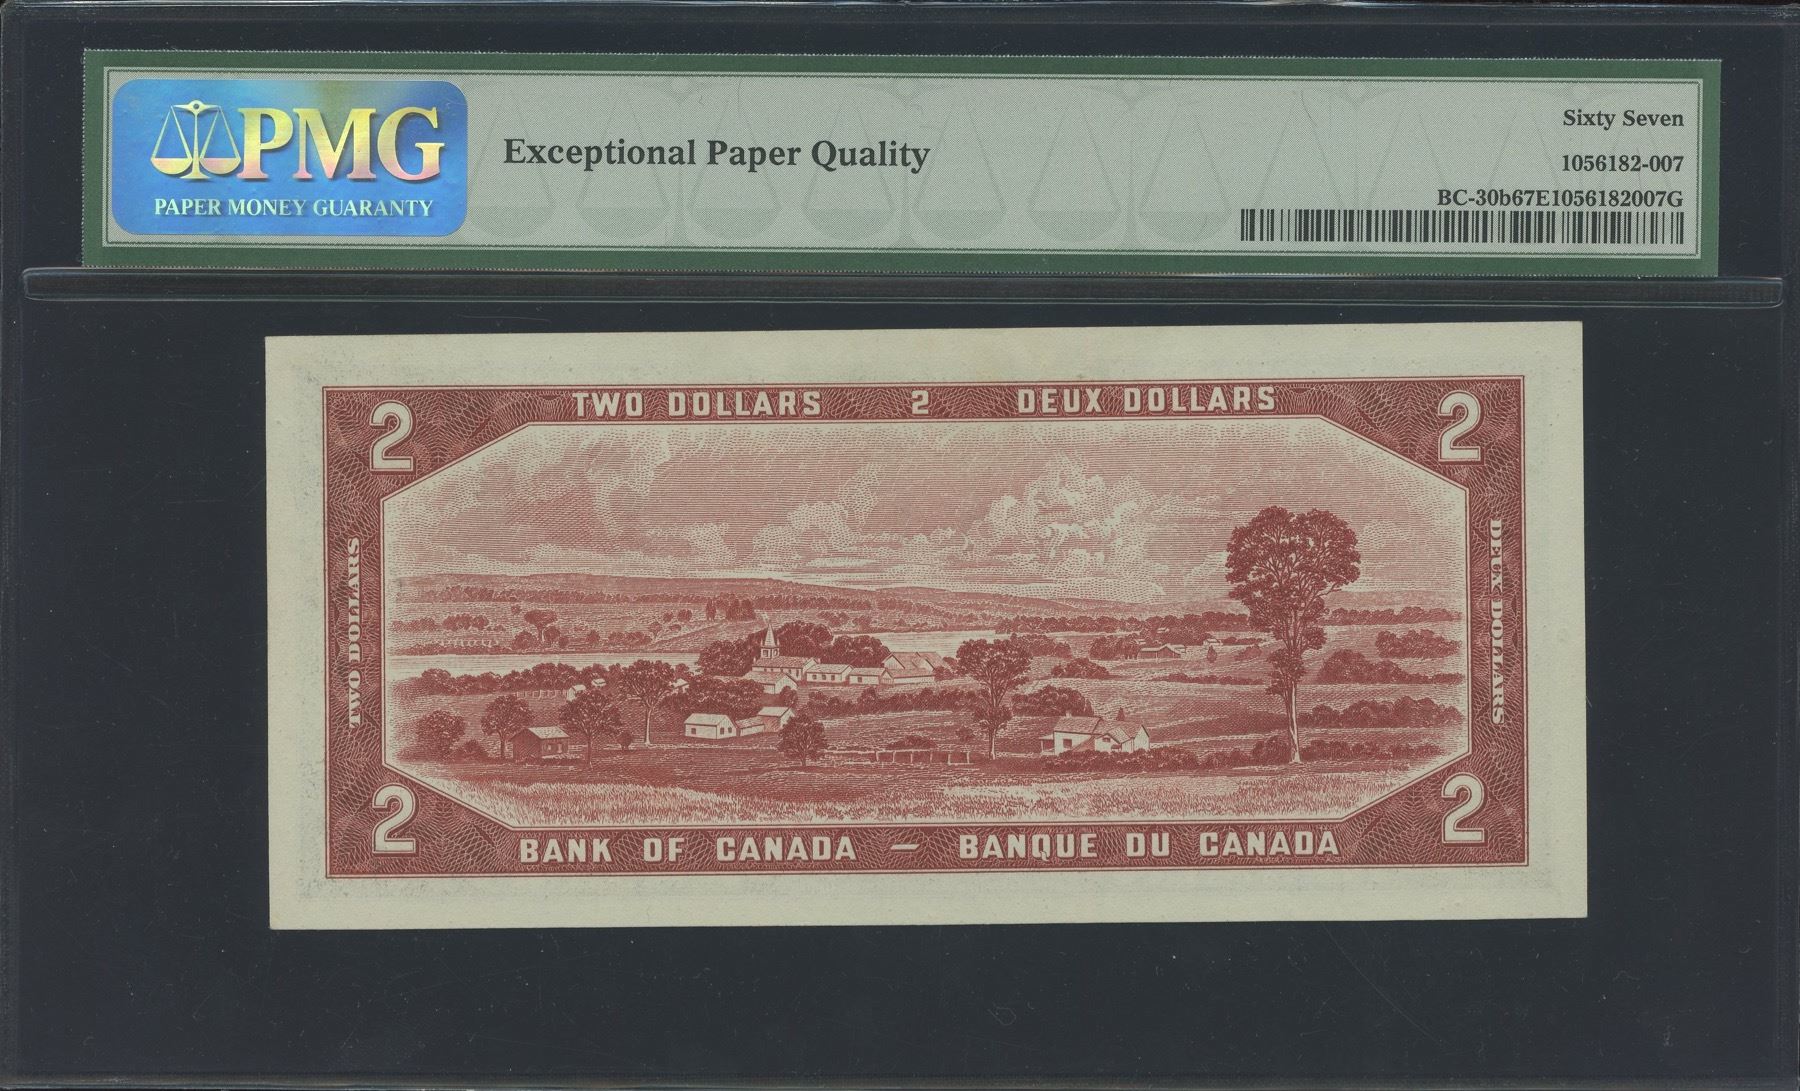 PMG
PAPER MONEY GUARANTY
Exceptional Paper Quality
Sixty Seven
1056182-007
BC-30b67E1056182007G
2 TWO DOLLARS 2 DEUX DOLLARS 2
TWO DOLLARS
DEUX DOLLARS
2 BANK OF CANADA — BANQUE DU CANADA 2